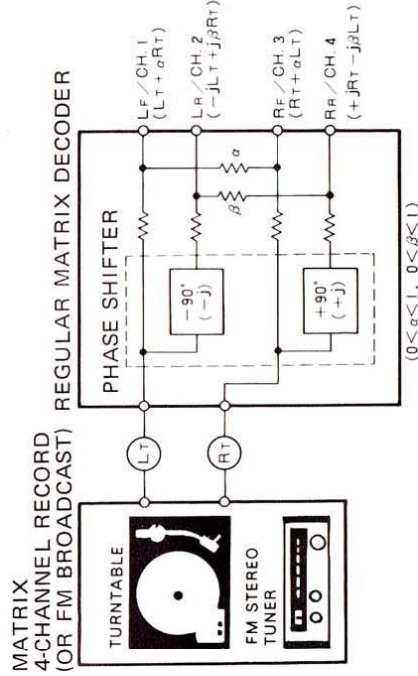 MATRIX
4-CHANNEL RECORD
(OR FM BROADCAST)
TURNTABLE
FM STEREO
TUNER
LT
RT
REGULAR MATRIX DECODER
PHASE SHIFTER
-90°
(-j)
+90°
(+j)
α
β
LF/CH.1
(LT+αRT)
LR/CH.2
(-jLT+jβRT)
RF/CH.3
(RT+αLT)
RR/CH.4
(+jRT-jβLT)
(0<α<1, 0<β<1)